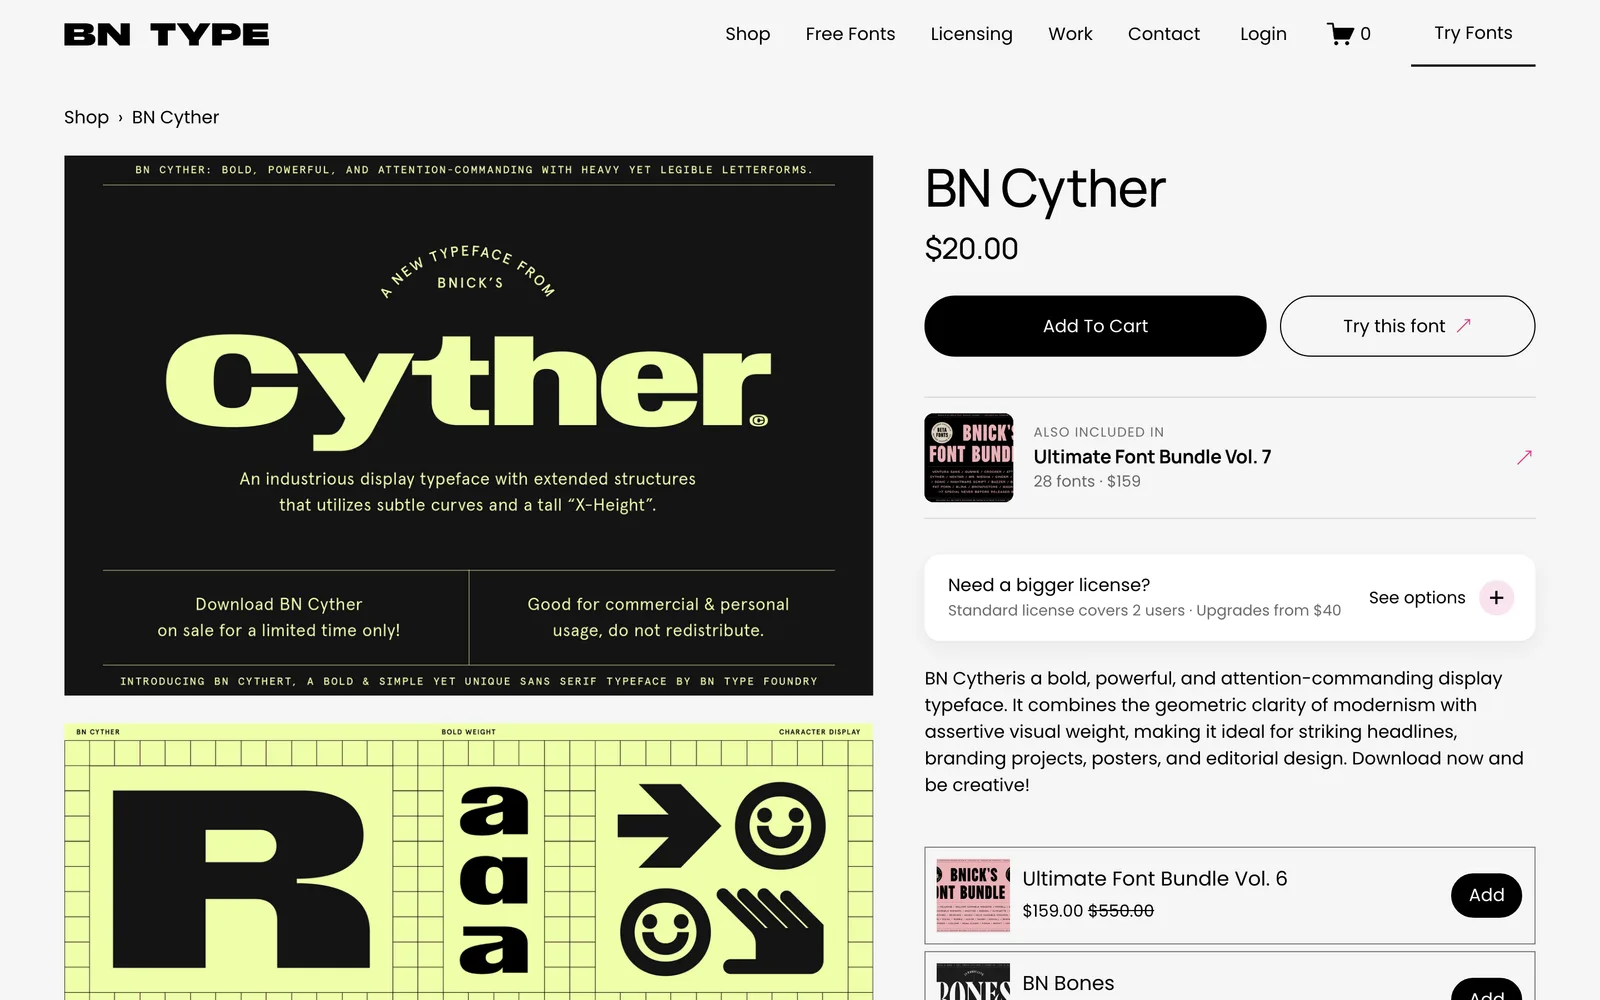 BN TYPE
Shop
Free Fonts
Licensing
Work
Contact
Login
0
Try Fonts
Shop › BN Cyther
BN CYTHER: BOLD, POWERFUL, AND ATTENTION-COMMANDING WITH HEAVY YET LEGIBLE LETTERFORMS.
A NEW TYPEFACE FROM
BNICK'S
Cyther
©
An industrious display typeface with extended structures
that utilizes subtle curves and a tall “X-Height”.
Download BN Cyther
on sale for a limited time only!
Good for commercial & personal
usage, do not redistribute.
INTRODUCING BN CYTHERT, A BOLD & SIMPLE YET UNIQUE SANS SERIF TYPEFACE BY BN TYPE FOUNDRY
BN CYTHER
BOLD WEIGHT
CHARACTER DISPLAY
R
a
a
a
BN Cyther
$20.00
Add To Cart
Try this font
BNICK'S
FONT BUND
ALSO INCLUDED IN
Ultimate Font Bundle Vol. 7
28 fonts · $159
Need a bigger license?
Standard license covers 2 users · Upgrades from $40
See options
BN Cytheris a bold, powerful, and attention-commanding display
typeface. It combines the geometric clarity of modernism with
assertive visual weight, making it ideal for striking headlines,
branding projects, posters, and editorial design. Download now and
be creative!
BNICK'S
NT BUNDLE
Ultimate Font Bundle Vol. 6
$159.00 $550.00
Add
BONES
BN Bones
Add